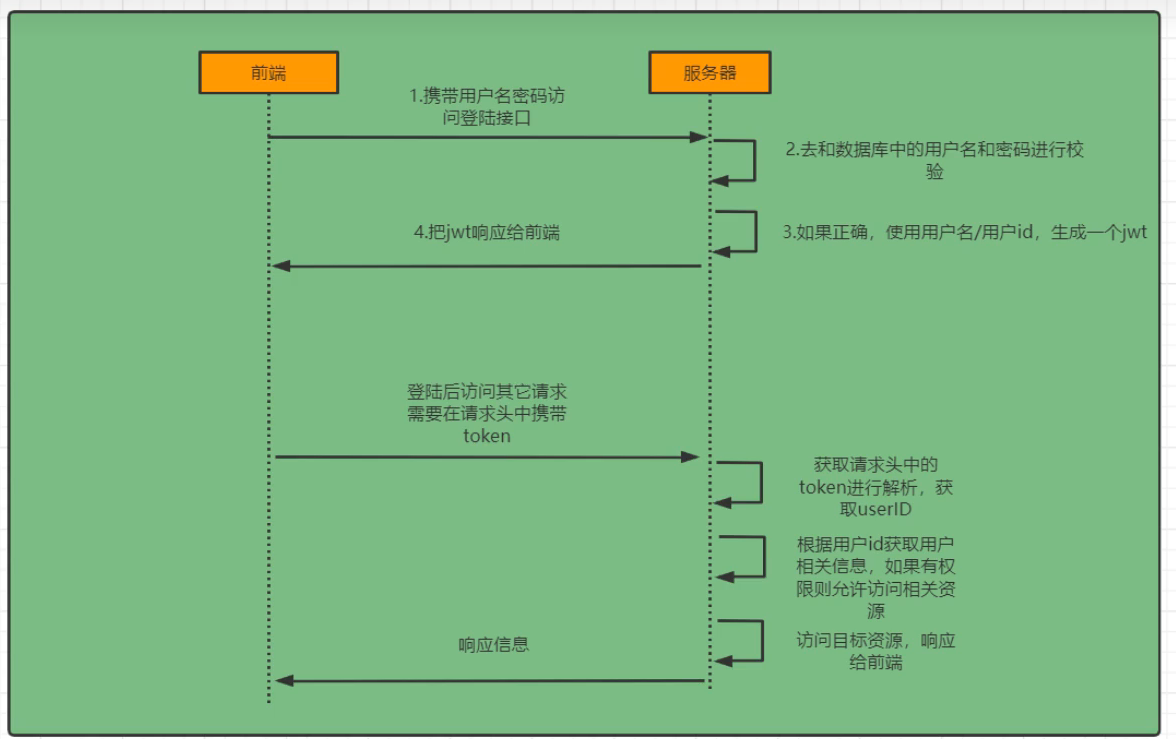 前端
服务器
1.携带用户名密码访
问登陆接口
2.去和数据库中的用户名和密码进行校
验
3.如果正确，使用用户名/用户id，生成一个jwt
4.把jwt响应给前端
登陆后访问其它请求
需要在请求头中携带
token
获取请求头中的
token进行解析，获
取userID
根据用户id获取用户
相关信息，如果有权
限则允许访问相关资
源
访问目标资源，响应
给前端
响应信息